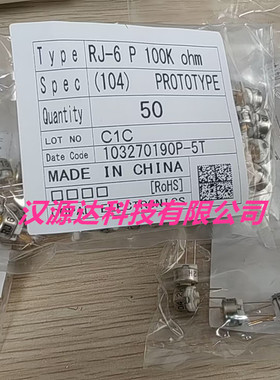 Type RJ-6 P 100K ohm
Spec (104) PROTOTYPE
Quantity 50
LOT NO C1C
Date Code 103270190P-5T
MADE IN CHINA
[RoHS]
汉源达科技有限公司
ELECTRONICS